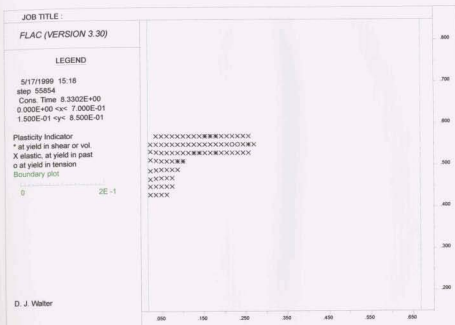 JOB TITLE :
FLAC (VERSION 3.30)
LEGEND
5/17/1999 15:18
step 55854
Cons. Time 8.3302E+00
0.000E+00 <x< 7.000E-01
1.500E-01 <y< 8.500E-01
Plasticity Indicator
* at yield in shear or vol.
X elastic, at yield in past
o at yield in tension
Boundary plot
0 2E -1
D. J. Walter
.800
.700
.600
.500
.400
.300
.200
.050 .150 .250 .350 .450 .550 .650